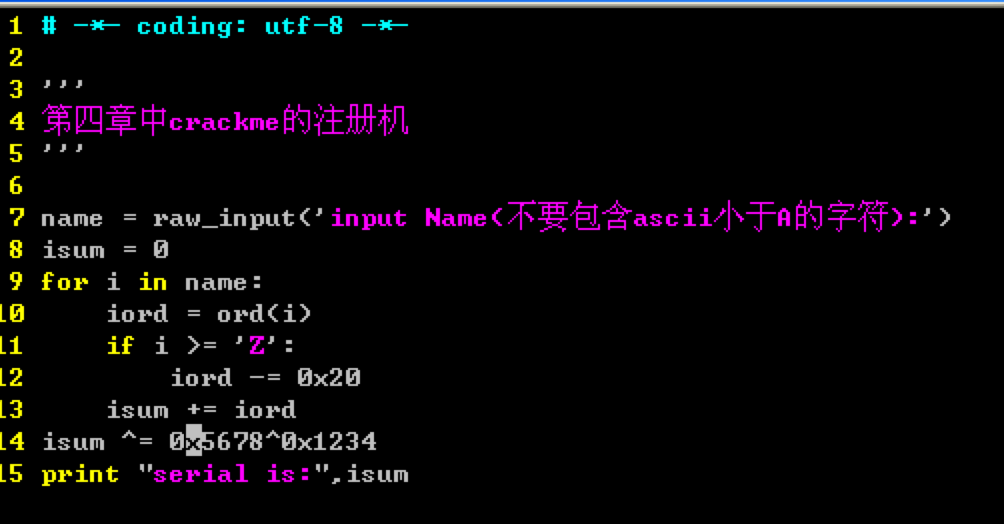 1 # -*- coding: utf-8 -*-
2
3 '''
4 第四章中crackme的注册机
5 '''
6
7 name = raw_input('input Name(不要包含ascii小于A的字符):')
8 isum = 0
9 for i in name:
10     iord = ord(i)
11     if i >= 'Z':
12         iord -= 0x20
13     isum += iord
14 isum ^= 0x5678^0x1234
15 print "serial is:",isum